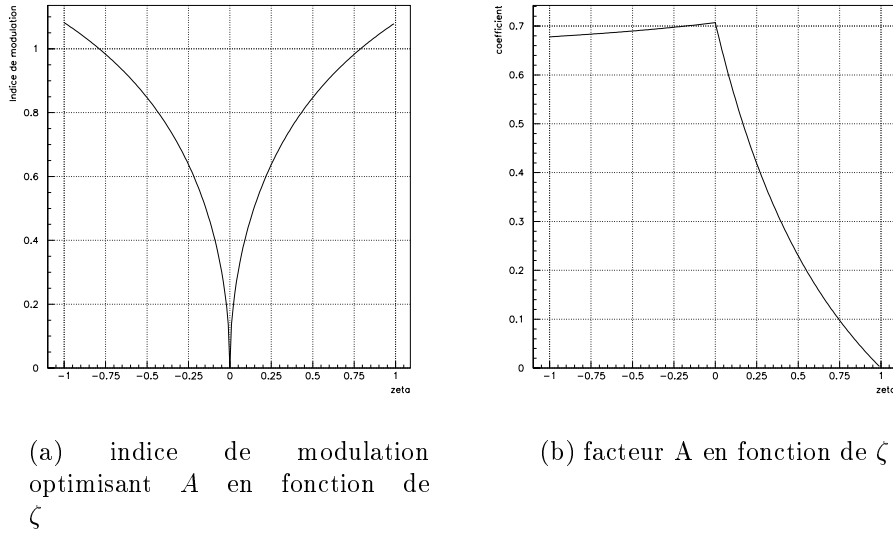 Indice de modulation
1
0.8
0.6
0.4
0.2
0
−1 −0.75 −0.5 −0.25 0 0.25 0.5 0.75 1
zeta
coefficient
0.7
0.6
0.5
0.4
0.3
0.2
0.1
0
−1 −0.75 −0.5 −0.25 0 0.25 0.5 0.75 1
zeta
(a) indice de modulation
optimisant A en fonction de
ζ
(b) facteur A en fonction de ζ